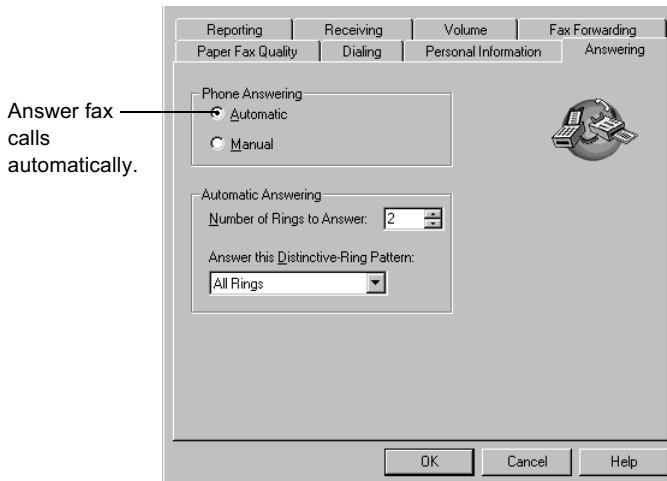 Reporting Receiving Volume Fax Forwarding
Paper Fax Quality Dialing Personal Information Answering
Answer fax
calls
automatically.
Phone Answering
Automatic
Manual
Automatic Answering
Number of Rings to Answer: 2
Answer this Distinctive-Ring Pattern:
All Rings
OK Cancel Help